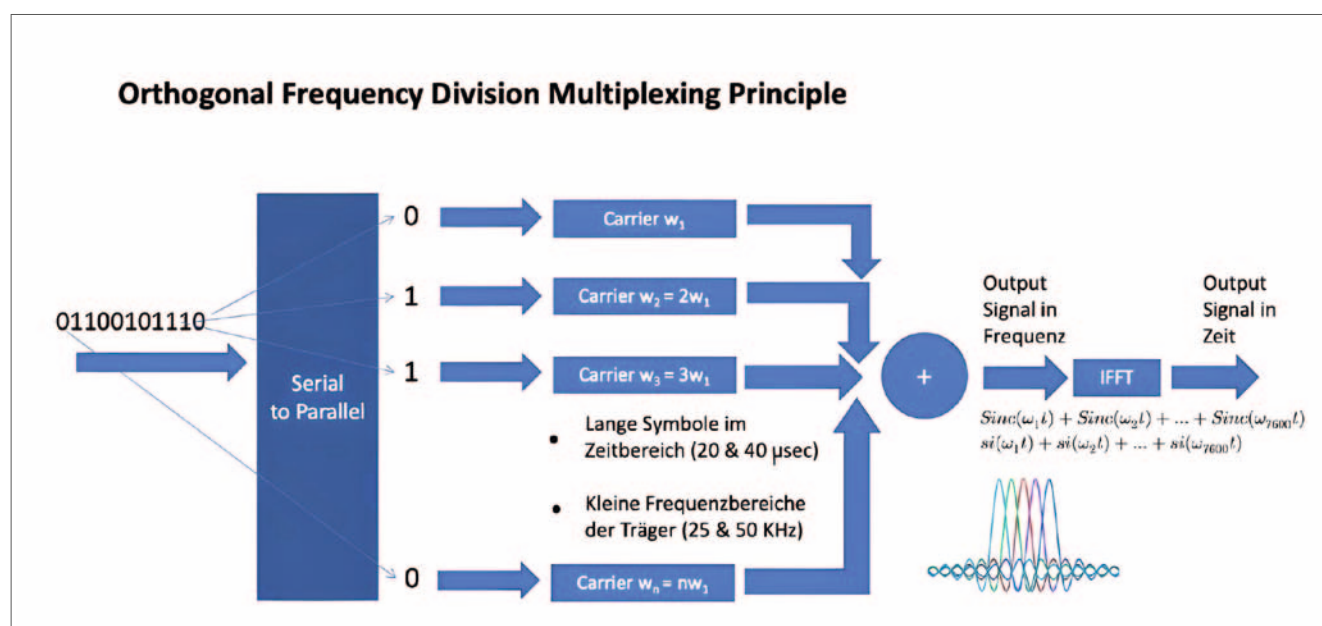 Orthogonal Frequency Division Multiplexing Principle
01100101110
Serial
to Parallel
0
Carrier w₁
1
Carrier w₂ = 2w₁
1
Carrier w₃ = 3w₁
0
Carrier wₙ = nw₁
• Lange Symbole im
Zeitbereich (20 & 40 µsec)
• Kleine Frequenzbereiche
der Träger (25 & 50 KHz)
+
Output
Signal in
Frequenz
IFFT
Output
Signal in
Zeit
Sinc(ω₁t) + Sinc(ω₂t) + ... + Sinc(ω₇₆₀₀t)
si(ω₁t) + si(ω₂t) + ... + si(ω₇₆₀₀t)